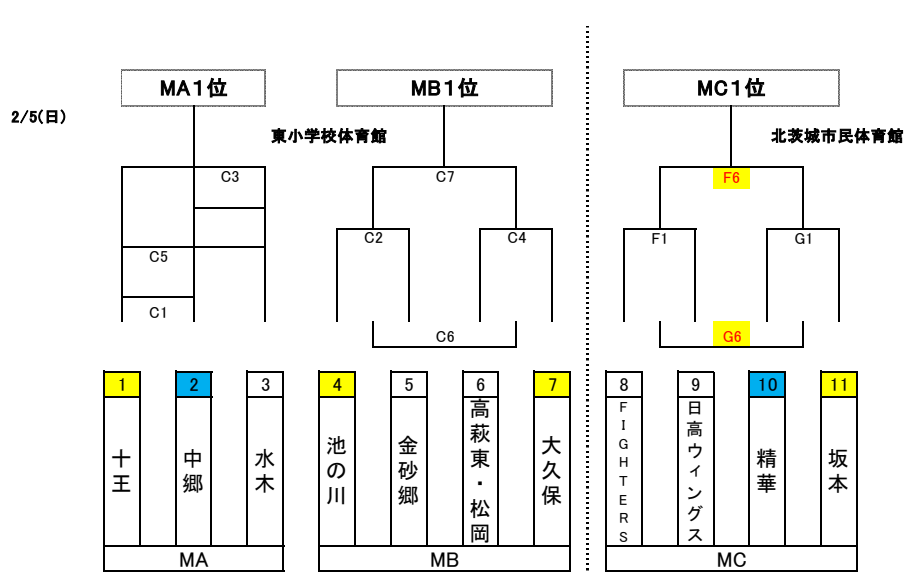 MA1位
MB1位
MC1位
2/5(日)
東小学校体育館
北茨城市民体育館
C3
C7
F6
C2
C4
F1
G1
C5
C1
C6
G6
1
2
3
4
5
6
7
8
9
10
11
十王
中郷
水木
池の川
金砂郷
高萩東・松岡
大久保
FIGHTERS
日高ウィングス
精華
坂本
MA
MB
MC